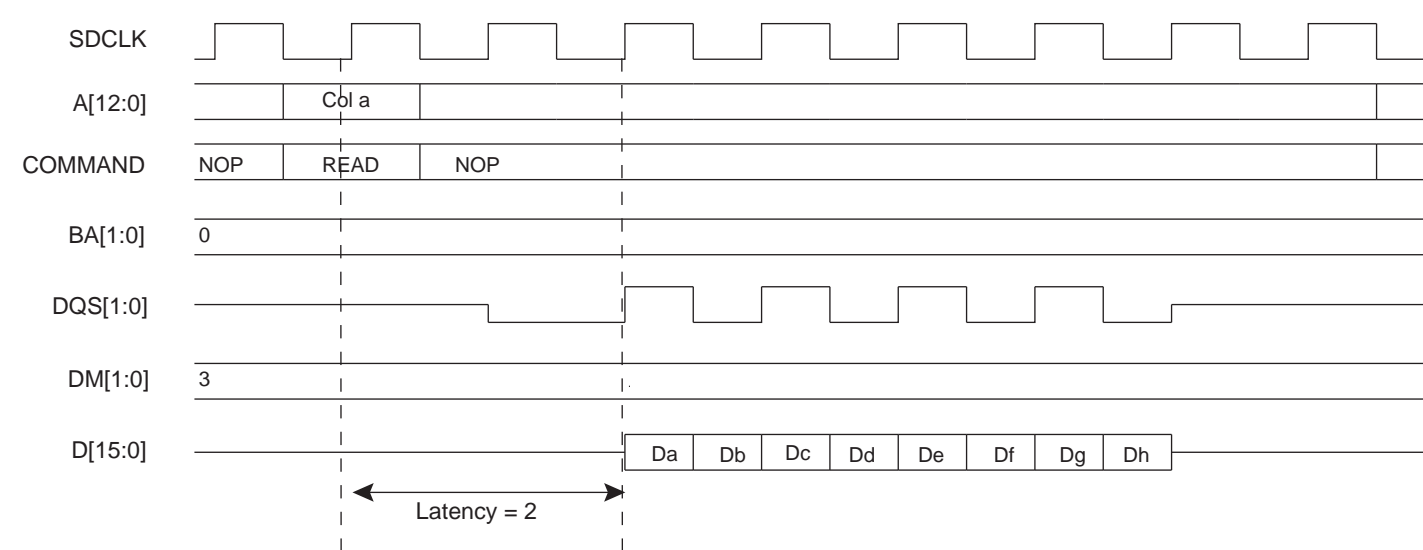 SDCLK
A[12:0] Col a
COMMAND NOP READ NOP
BA[1:0] 0
DQS[1:0]
DM[1:0] 3
D[15:0] Da Db Dc Dd De Df Dg Dh
Latency = 2